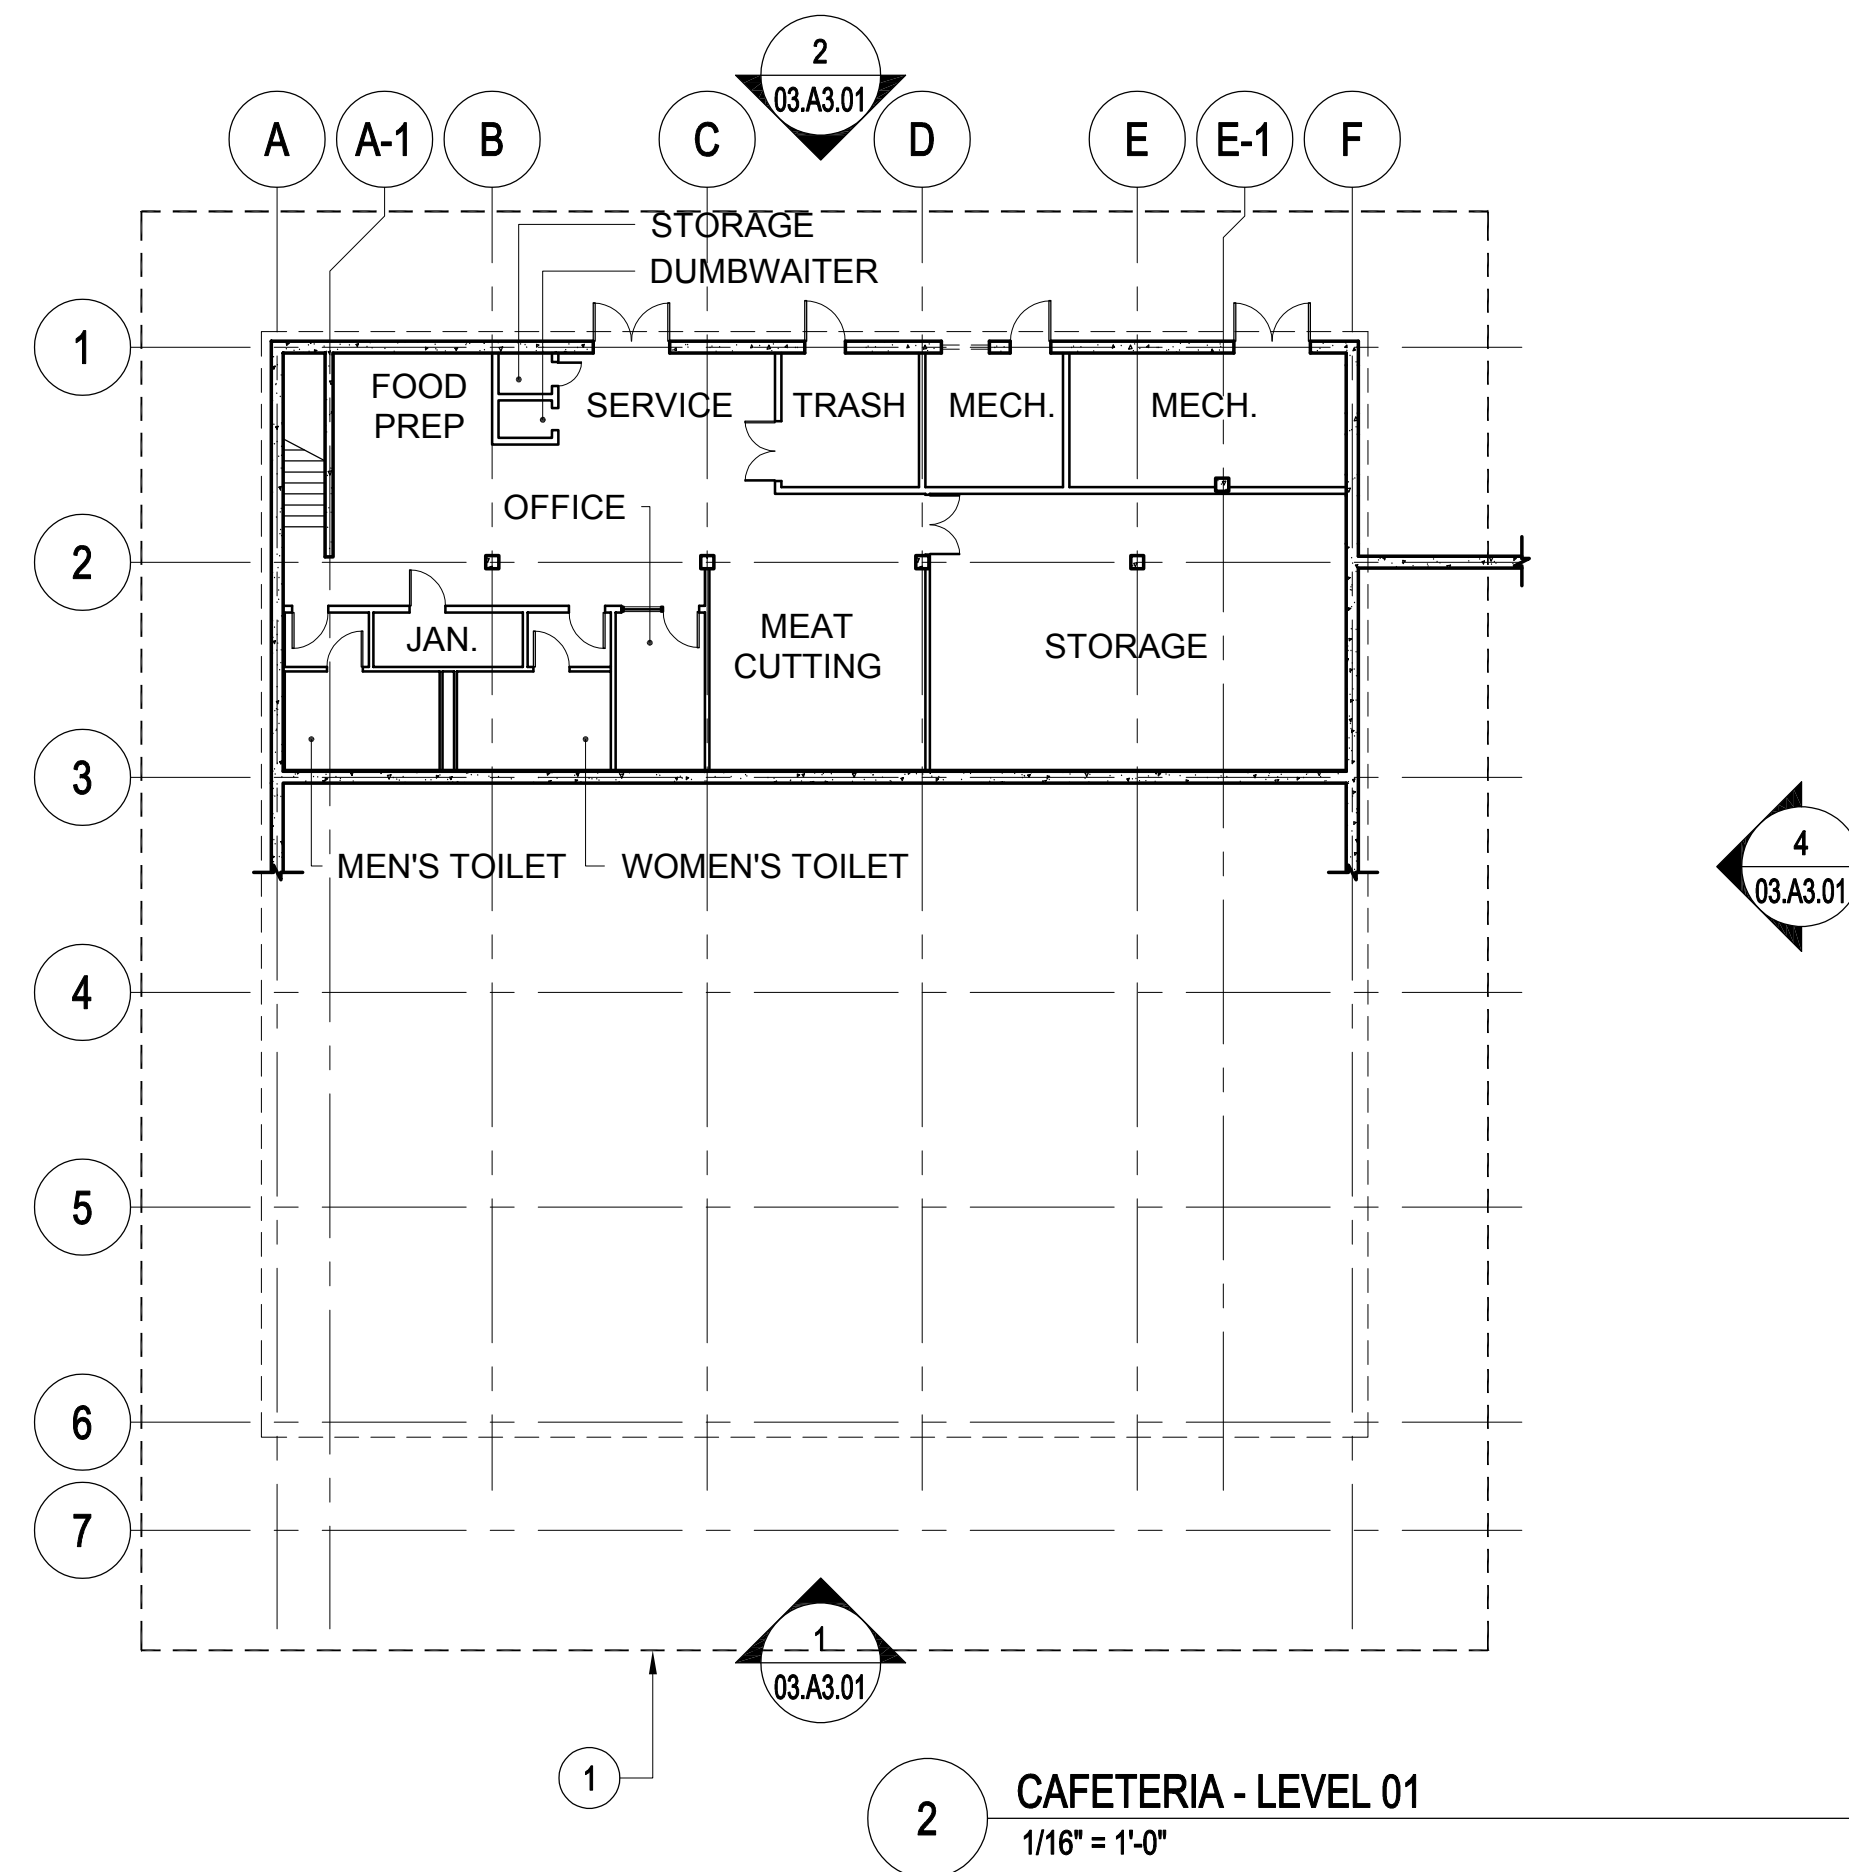 2
03.A3.01
A
A-1
B
C
D
E
E-1
F
STORAGE
DUMBWAITER
1
FOOD
PREP
SERVICE
TRASH
MECH.
MECH.
OFFICE
2
JAN.
MEAT
CUTTING
STORAGE
3
MEN'S TOILET
WOMEN'S TOILET
4
03.A3.01
4
5
6
7
1
03.A3.01
1
2
CAFETERIA - LEVEL 01
1/16" = 1'-0"